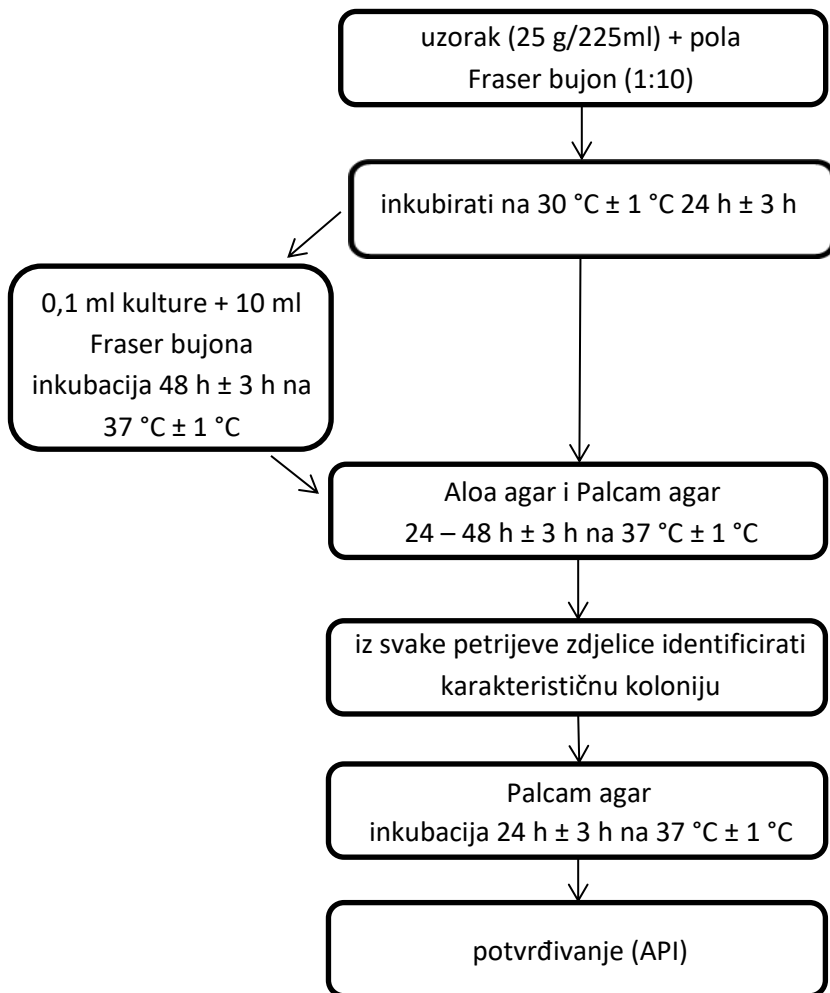 uzorak (25 g/225ml) + pola
Fraser bujon (1:10)
inkubirati na 30 °C ± 1 °C 24 h ± 3 h
0,1 ml kulture + 10 ml
Fraser bujona
inkubacija 48 h ± 3 h na
37 °C ± 1 °C
Aloa agar i Palcam agar
24 – 48 h ± 3 h na 37 °C ± 1 °C
iz svake petrijeve zdjelice identificirati
karakterističnu koloniju
Palcam agar
inkubacija 24 h ± 3 h na 37 °C ± 1 °C
potvrđivanje (API)